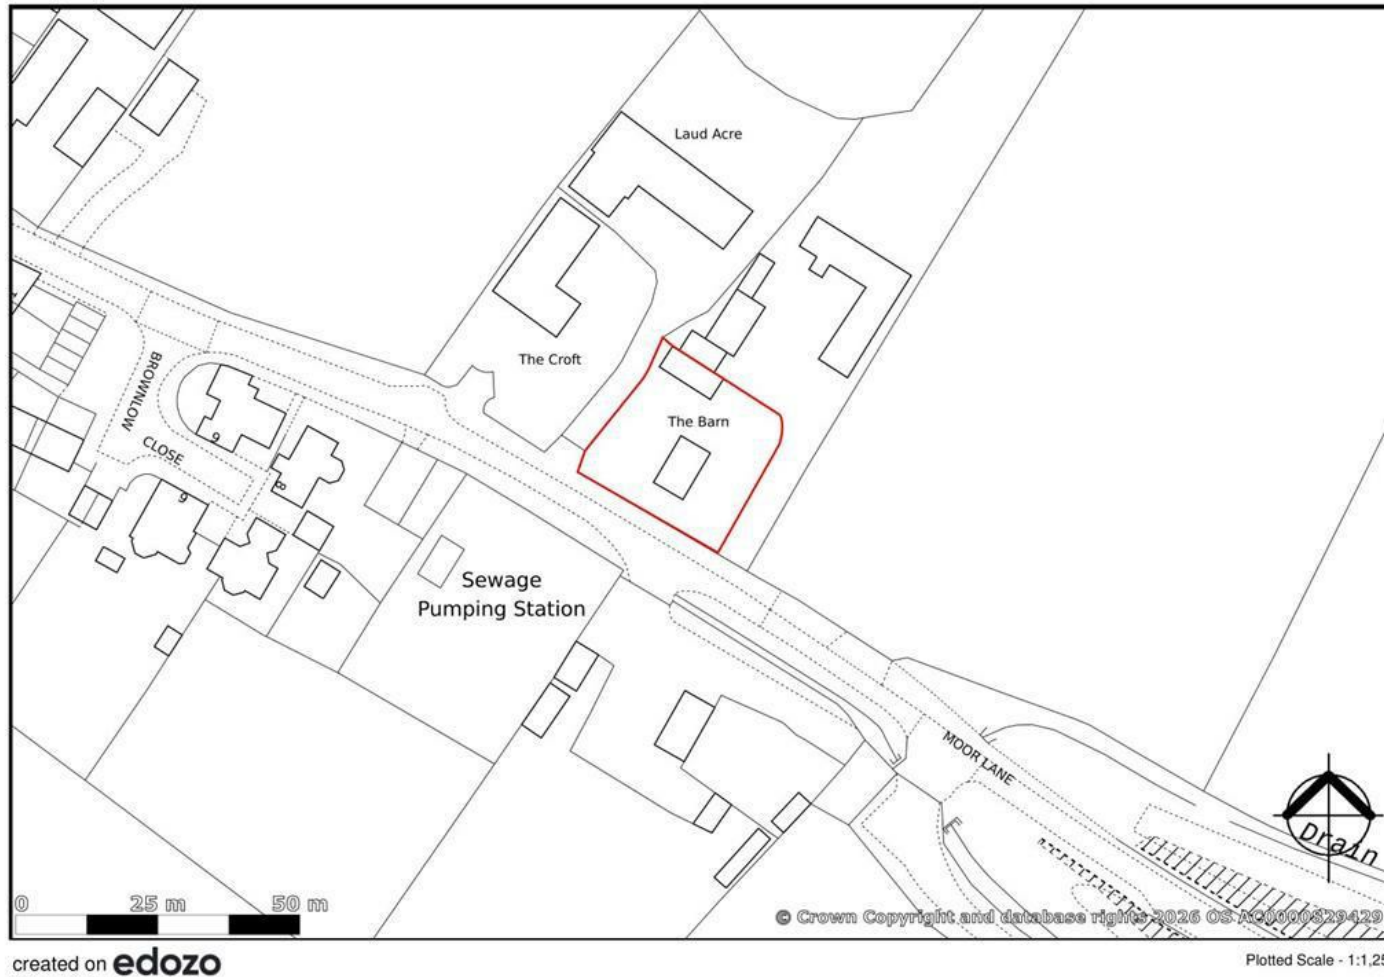 Laud Acre
The Croft
The Barn
BROWNLOW
CLOSE
9
8
9
Sewage
Pumping Station
MOOR LANE
Drain
0 25 m 50 m
© Crown Copyright and database rights 2026 OS AC0000829429
created on edozo
Plotted Scale - 1:1,25